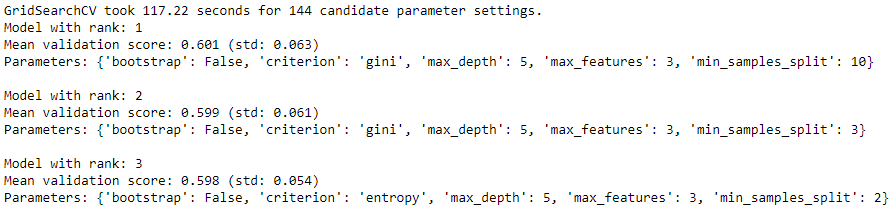 GridSearchCV took 117.22 seconds for 144 candidate parameter settings.
Model with rank: 1
Mean validation score: 0.601 (std: 0.063)
Parameters: {'bootstrap': False, 'criterion': 'gini', 'max_depth': 5, 'max_features': 3, 'min_samples_split': 10}

Model with rank: 2
Mean validation score: 0.599 (std: 0.061)
Parameters: {'bootstrap': False, 'criterion': 'gini', 'max_depth': 5, 'max_features': 3, 'min_samples_split': 3}

Model with rank: 3
Mean validation score: 0.598 (std: 0.054)
Parameters: {'bootstrap': False, 'criterion': 'entropy', 'max_depth': 5, 'max_features': 3, 'min_samples_split': 2}